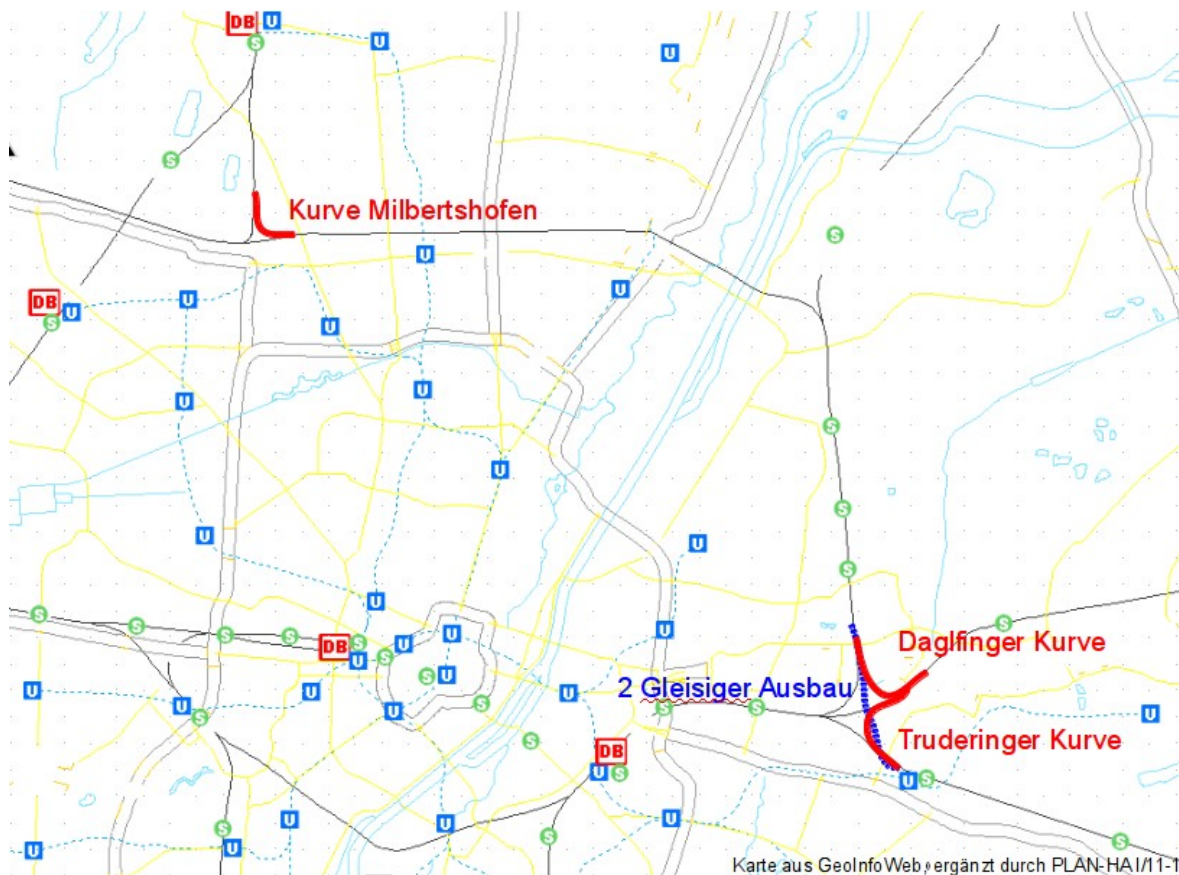 DB U
U
S
U
S
Kurve Milbertshofen
S
U
U
DB U
U
S
U
U
U
S
U
S
U
U
S
U
S S S S DB S U U U S
Daglfinger Kurve
U S
S U
U U U 2 Gleisiger Ausbau
U S U S S S U
Truderinger Kurve
S
DB
U S U S
U U U
S S S
U U
Karte aus GeoInfoWeb, ergänzt durch PLAN-HAI/11-1